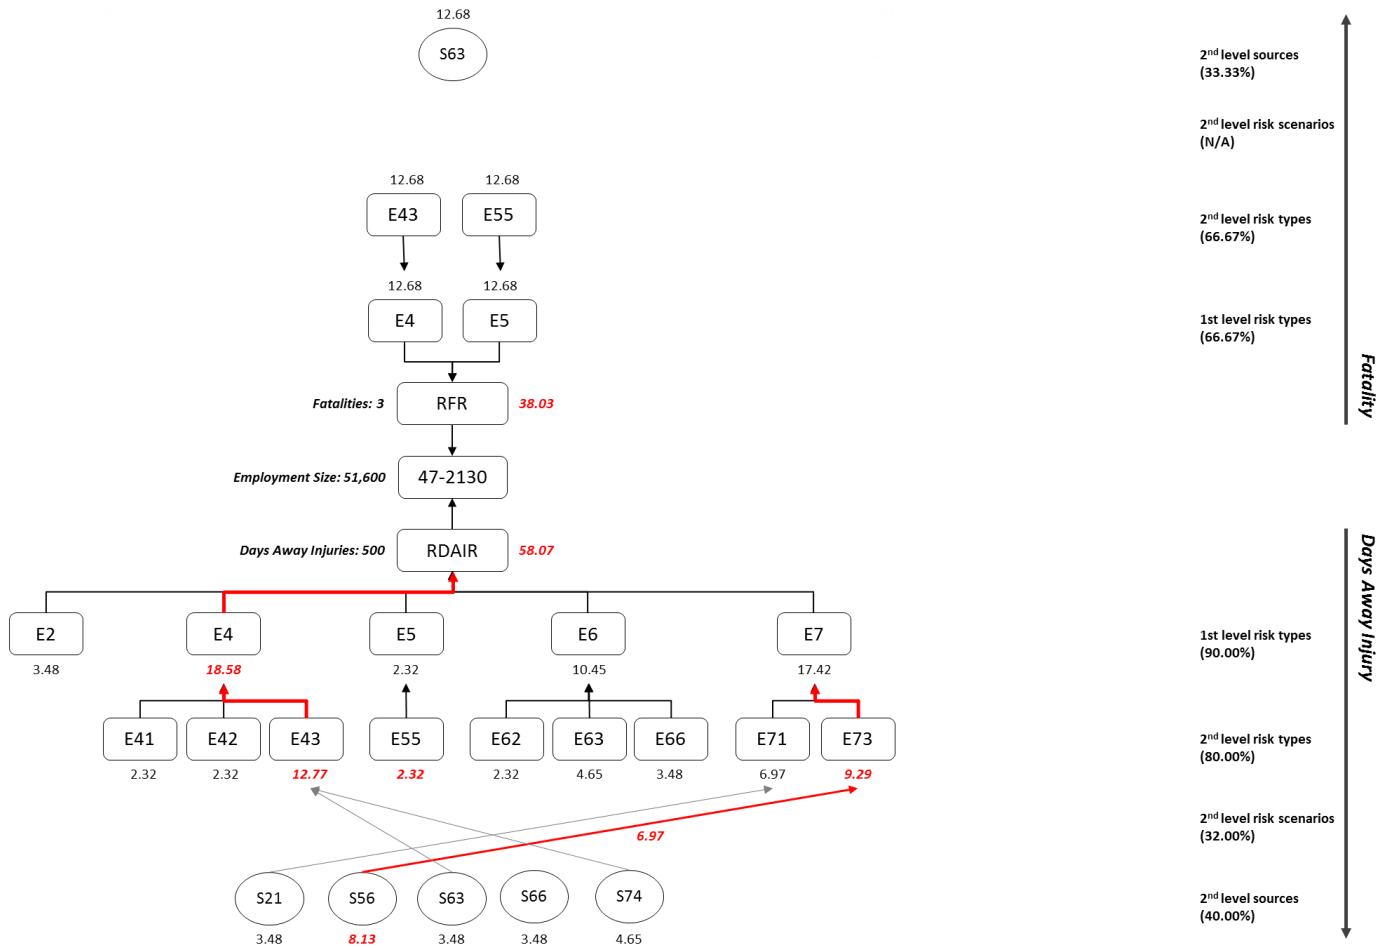 12.68
S63
2nd level sources
(33.33%)
2nd level risk scenarios
(N/A)
12.68
12.68
E43
E55
2nd level risk types
(66.67%)
12.68
12.68
E4
E5
1st level risk types
(66.67%)
Fatality
Fatalities: 3
RFR
38.03
Employment Size: 51,600
47-2130
Days Away Injuries: 500
RDAIR
58.07
Days Away Injury
E2
E4
E5
E6
E7
1st level risk types
(90.00%)
3.48
18.58
2.32
10.45
17.42
E41
E42
E43
E55
E62
E63
E66
E71
E73
2nd level risk types
(80.00%)
2.32
2.32
12.77
2.32
2.32
4.65
3.48
6.97
9.29
6.97
2nd level risk scenarios
(32.00%)
S21
S56
S63
S66
S74
2nd level sources
(40.00%)
3.48
8.13
3.48
3.48
4.65